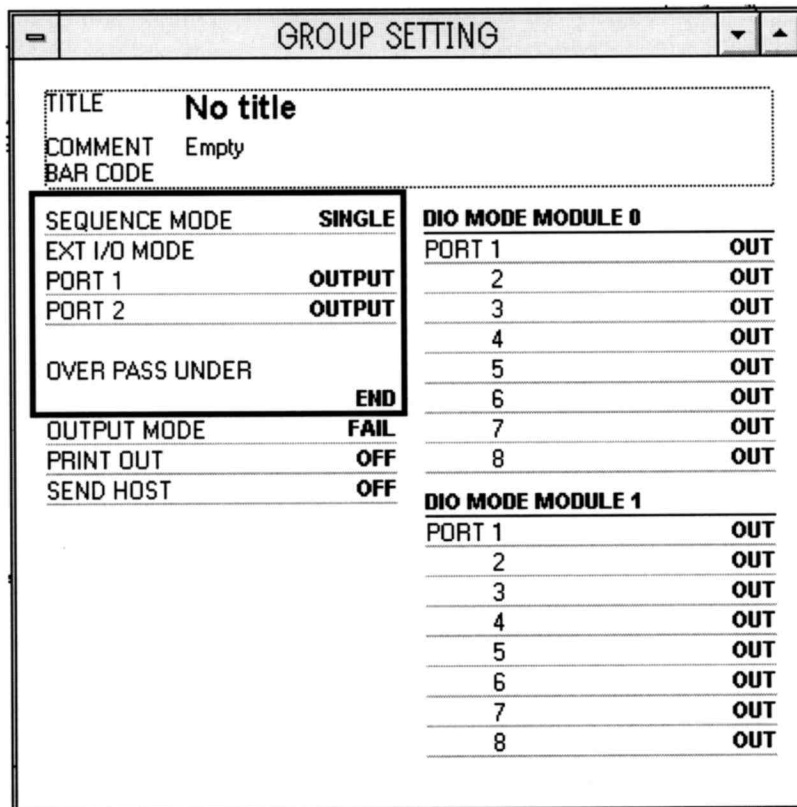 GROUP SETTING
TITLE No title
COMMENT Empty
BAR CODE
SEQUENCE MODE SINGLE
EXT I/O MODE
PORT 1 OUTPUT
PORT 2 OUTPUT
OVER PASS UNDER
END
OUTPUT MODE FAIL
PRINT OUT OFF
SEND HOST OFF
DIO MODE MODULE 0
PORT 1 OUT
2 OUT
3 OUT
4 OUT
5 OUT
6 OUT
7 OUT
8 OUT
DIO MODE MODULE 1
PORT 1 OUT
2 OUT
3 OUT
4 OUT
5 OUT
6 OUT
7 OUT
8 OUT